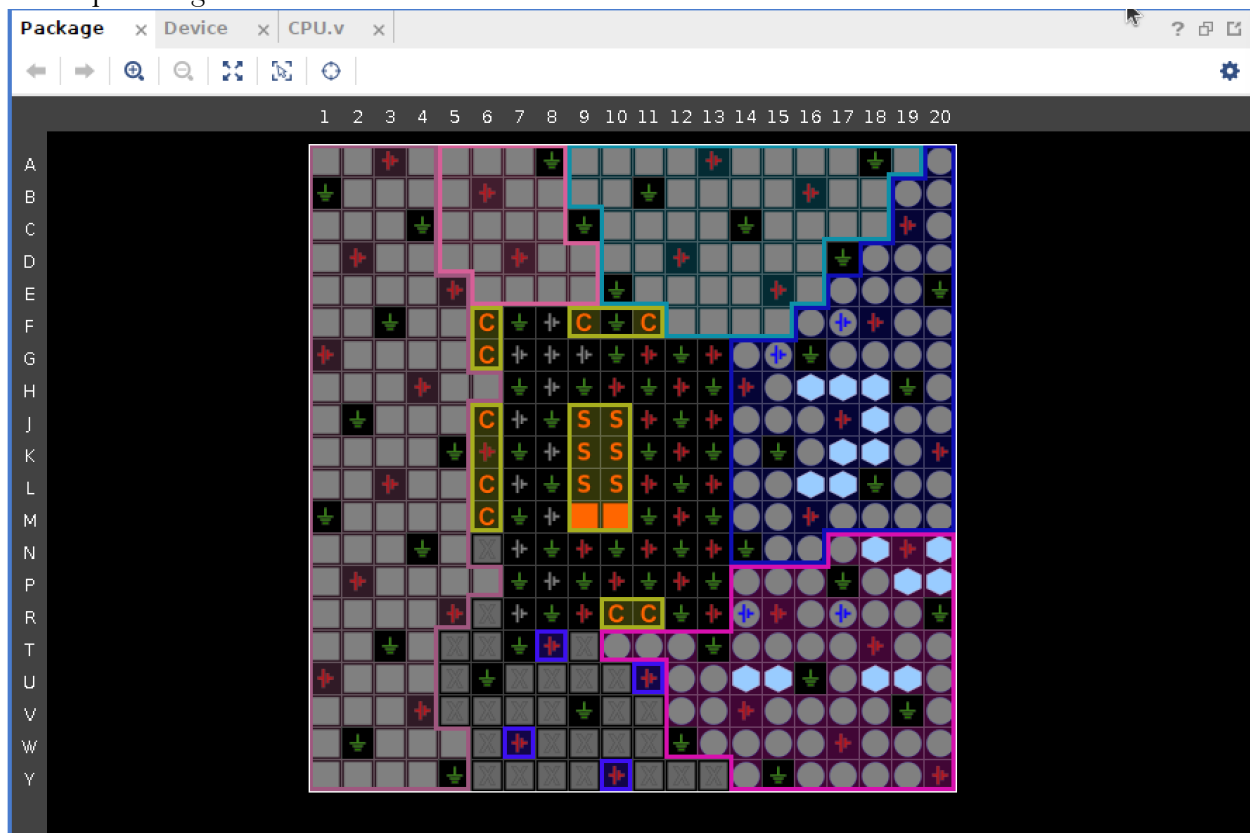 Package × Device × CPU.v × ?
1 2 3 4 5 6 7 8 9 10 11 12 13 14 15 16 17 18 19 20
A
B
C
D
E
F C C C
G C
H
J C S S
K S S
L C S S
M C
N X
P
R X C C
T X X X
U X X X X X
V X X X X X X
W X X X X X
Y X X X X X X X